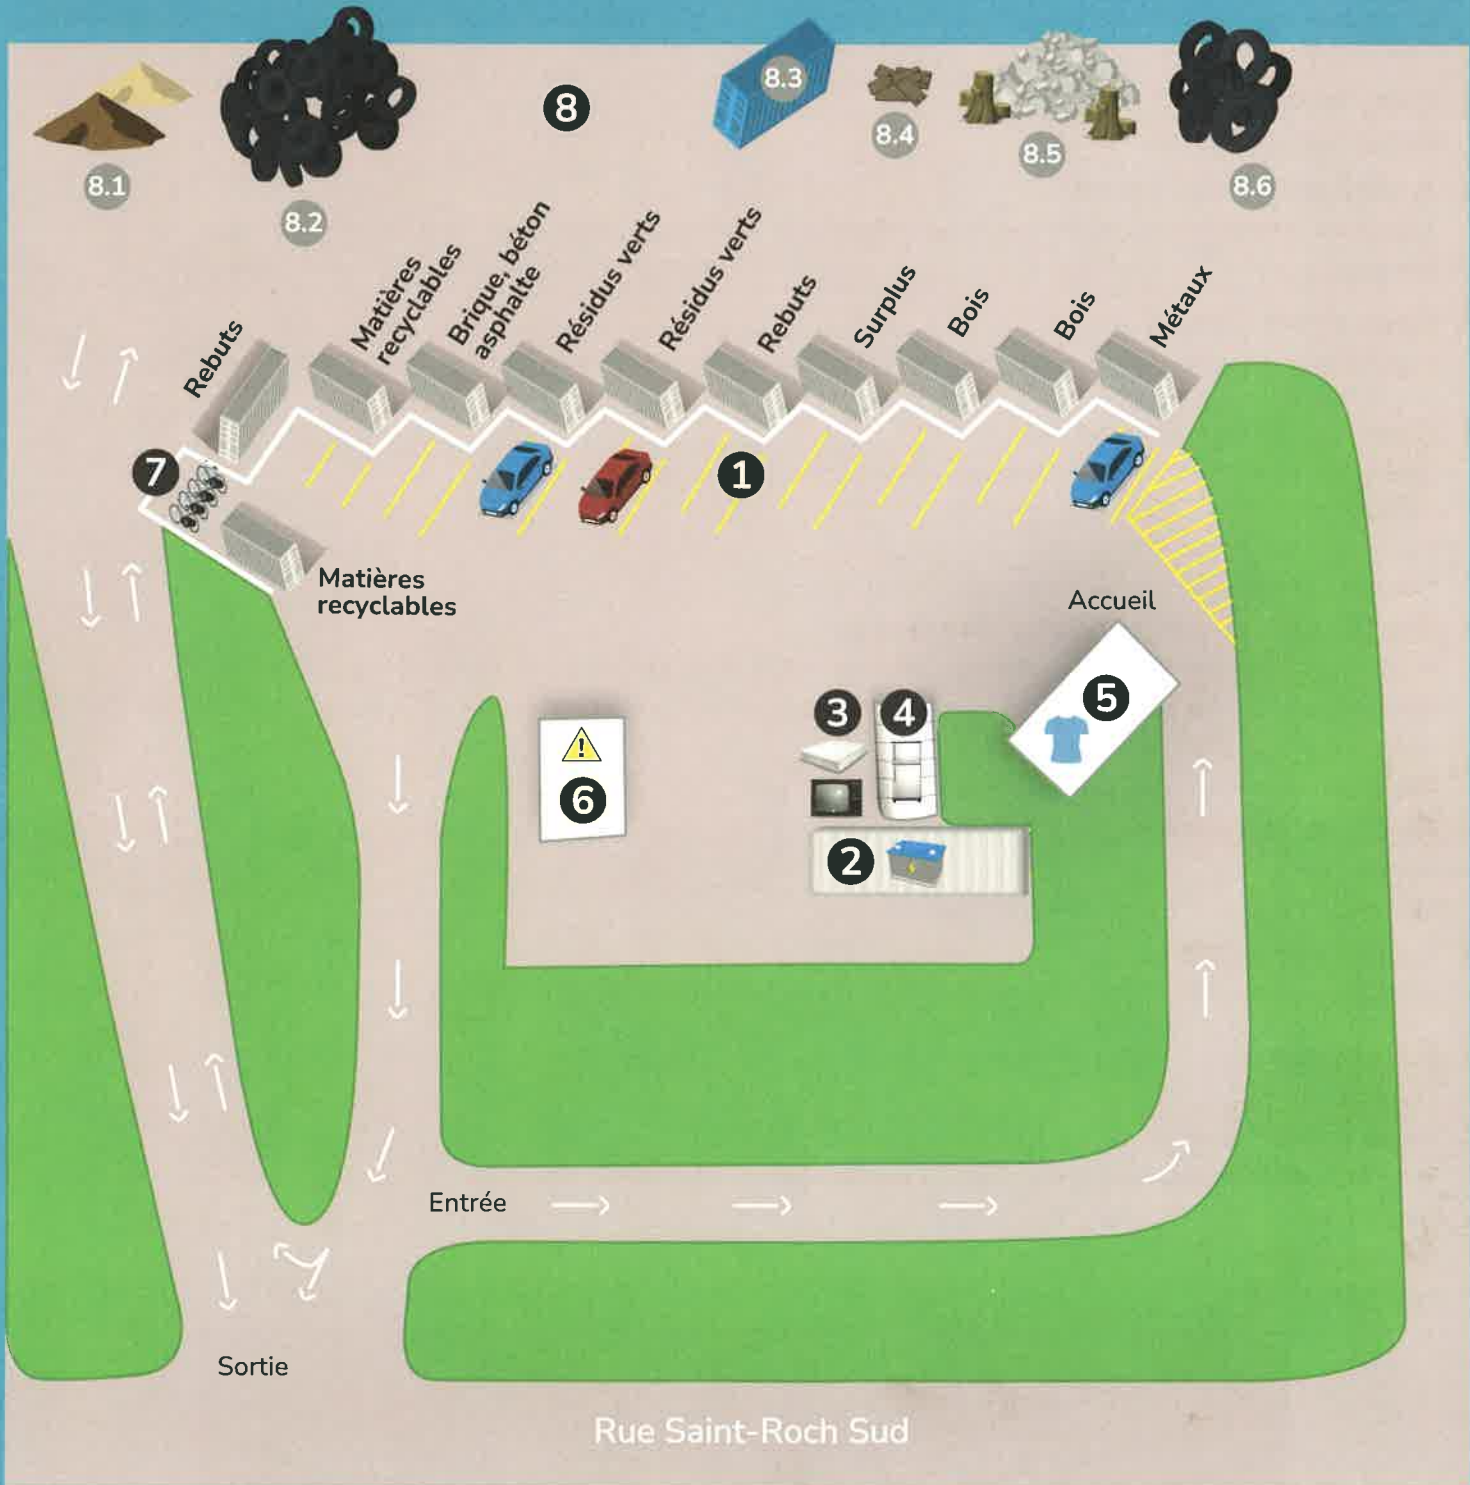 8
8.3
8.1
8.4
8.5
8.6
8.2
Rebuts
Matières
recyclables
Brique, béton
asphalte
Résidus verts
Résidus verts
Rebuts
Surplus
Bois
Bois
Métaux
7
1
Matières
recyclables
Accueil
3
4
5
!
6
2
Entrée
Sortie
Rue Saint-Roch Sud